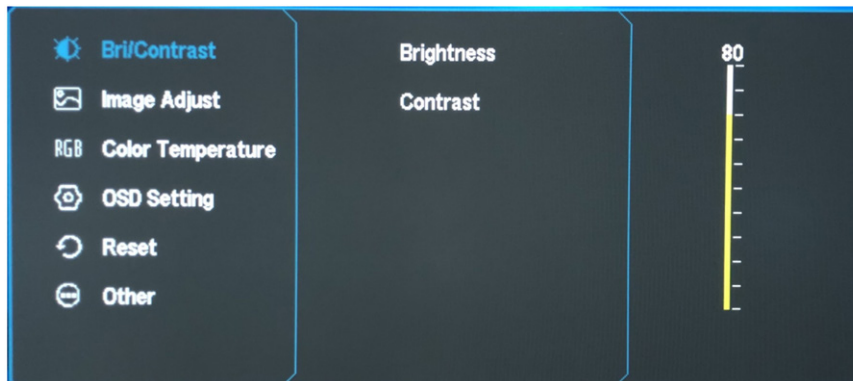 Bri/Contrast
Image Adjust
RGB Color Temperature
OSD Setting
Reset
Other
Brightness
Contrast
80